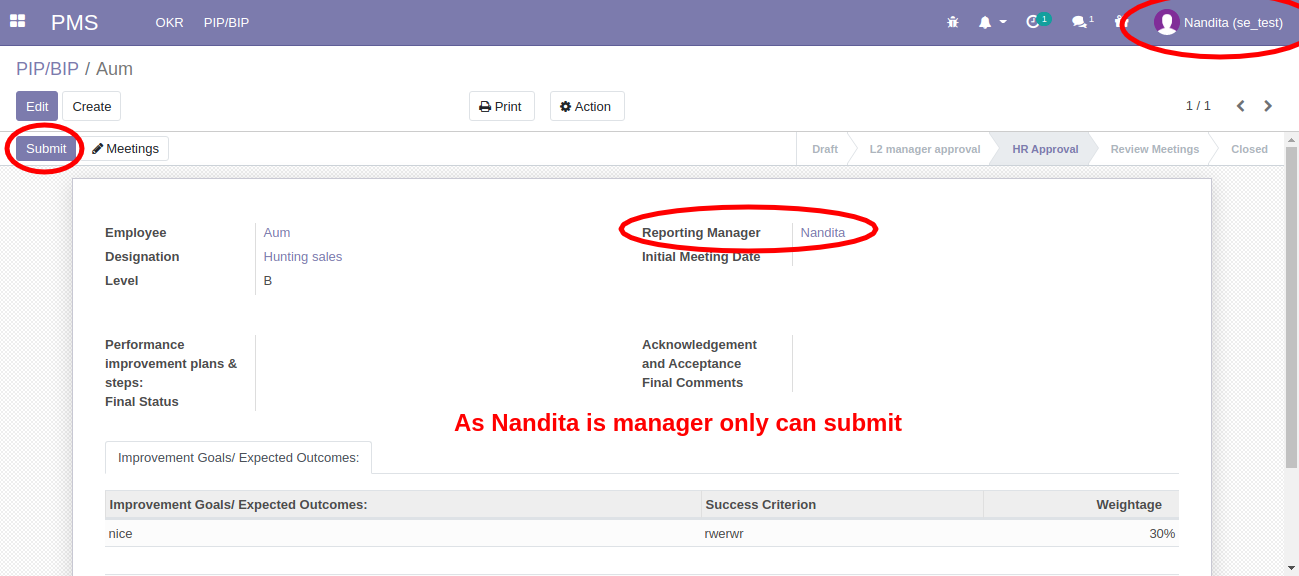 PMS OKR PIP/BIP 1 1 Nandita (se_test)
PIP/BIP / Aum
Edit Create Print Action 1 / 1
Submit Meetings Draft L2 manager approval HR Approval Review Meetings Closed
Employee Aum Reporting Manager Nandita
Designation Hunting sales Initial Meeting Date
Level B
Performance Acknowledgement
improvement plans & and Acceptance
steps: Final Comments
Final Status
As Nandita is manager only can submit
Improvement Goals/ Expected Outcomes:
Improvement Goals/ Expected Outcomes: Success Criterion Weightage
nice rwerwr 30%